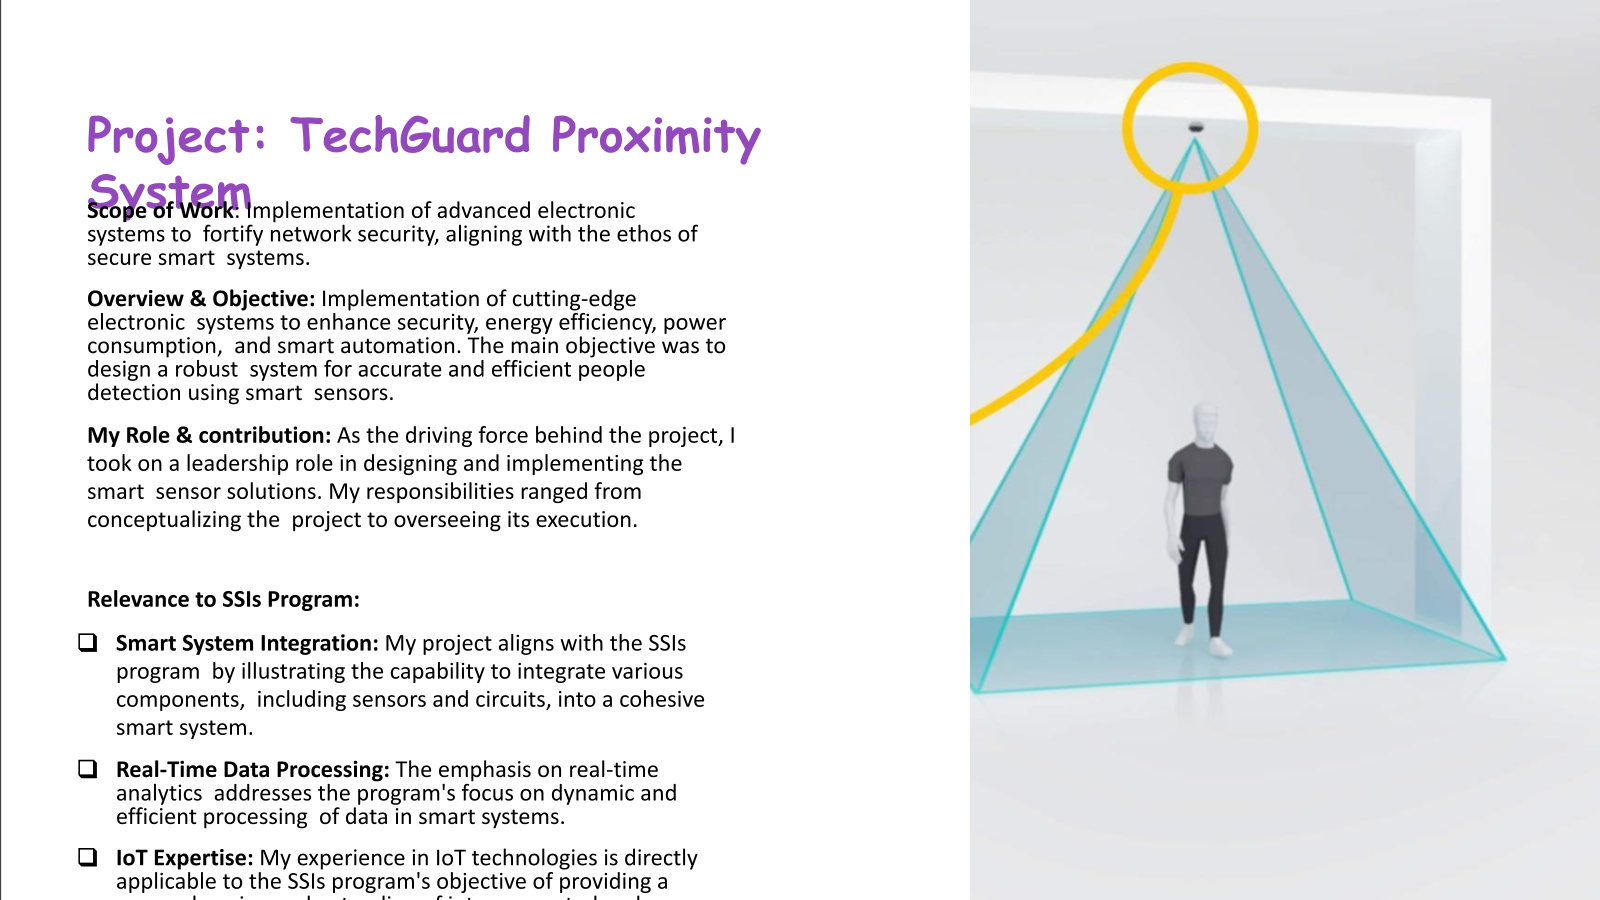 Project: TechGuard Proximity
System
Scope of Work: Implementation of advanced electronic
systems to fortify network security, aligning with the ethos of
secure smart systems.
Overview & Objective: Implementation of cutting-edge
electronic systems to enhance security, energy efficiency, power
consumption, and smart automation. The main objective was to
design a robust system for accurate and efficient people
detection using smart sensors.
My Role & contribution: As the driving force behind the project, I
took on a leadership role in designing and implementing the
smart sensor solutions. My responsibilities ranged from
conceptualizing the project to overseeing its execution.
Relevance to SSIs Program:
❑ Smart System Integration: My project aligns with the SSIs
program by illustrating the capability to integrate various
components, including sensors and circuits, into a cohesive
smart system.
❑ Real-Time Data Processing: The emphasis on real-time
analytics addresses the program's focus on dynamic and
efficient processing of data in smart systems.
❑ IoT Expertise: My experience in IoT technologies is directly
applicable to the SSIs program's objective of providing a